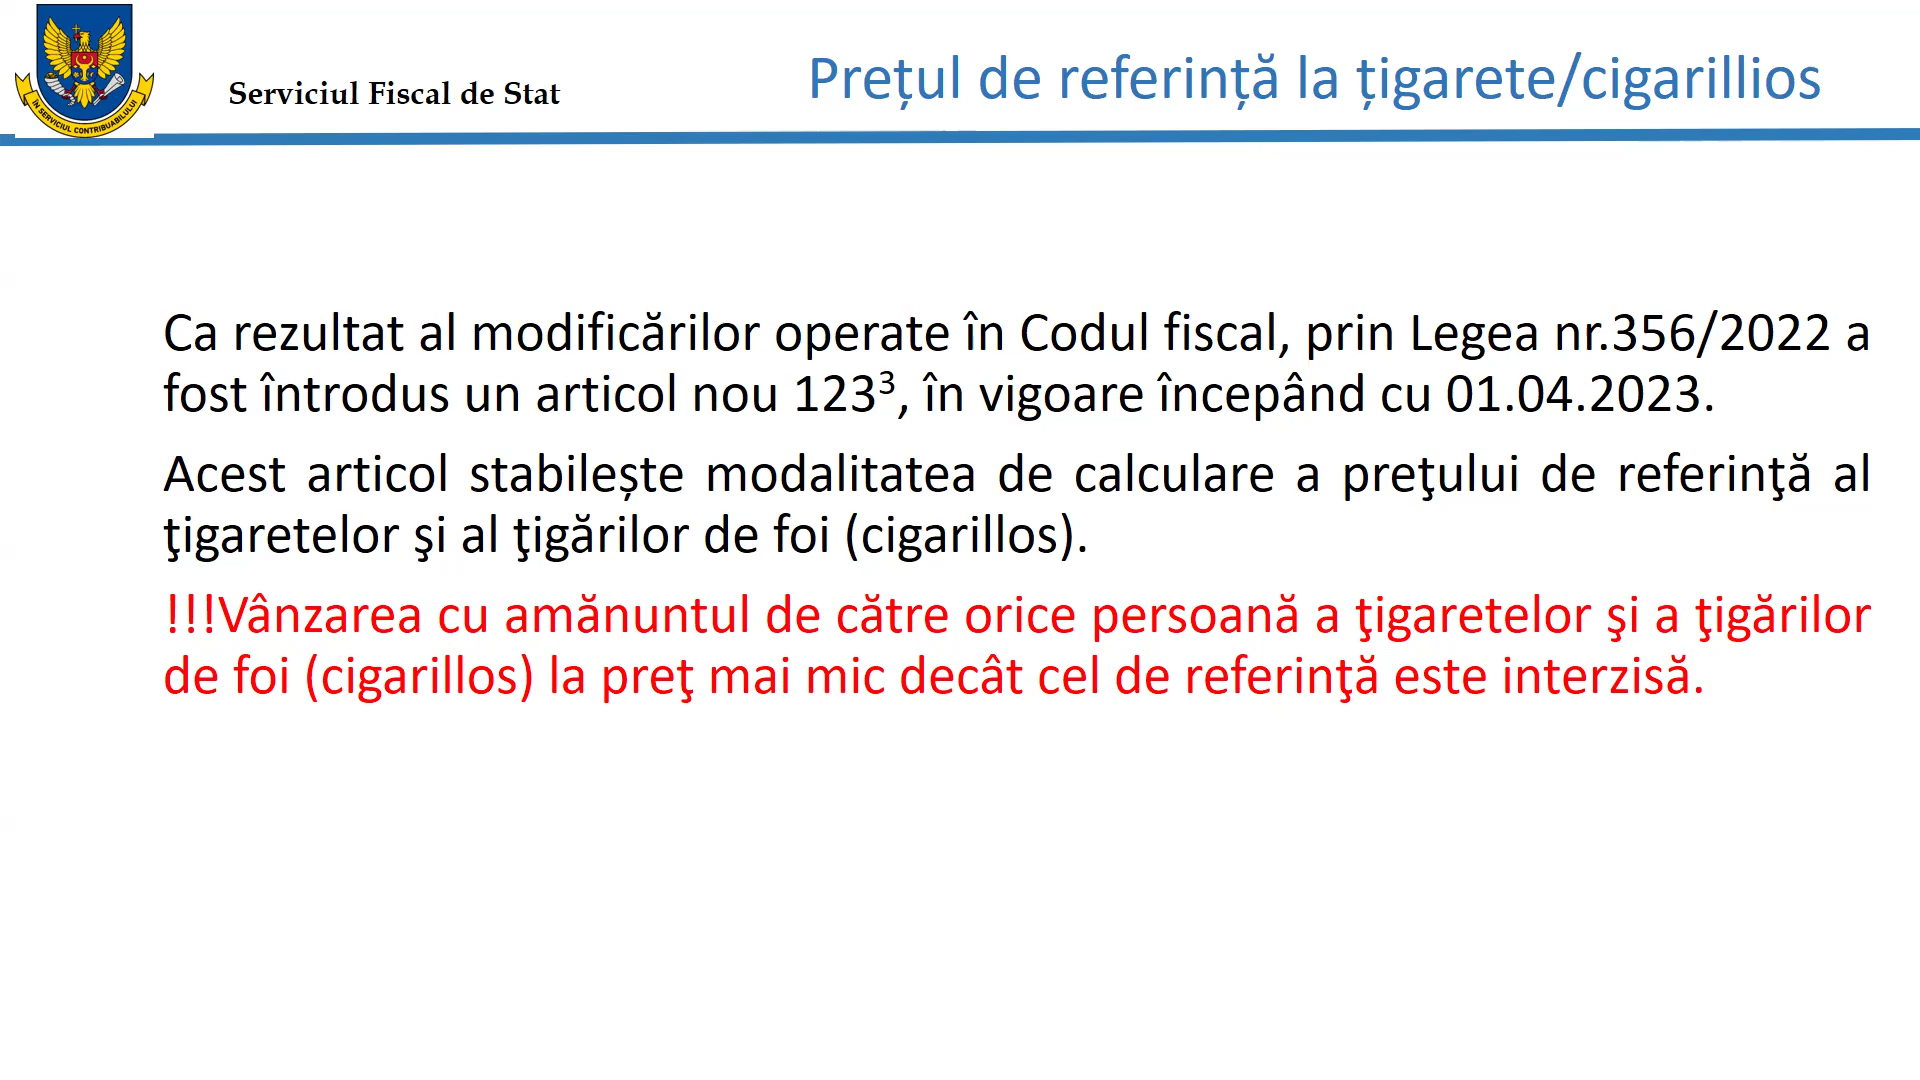 ÎN SERVICIUL CONTRIBUABILULUI
Serviciul Fiscal de Stat
Prețul de referință la țigarete/cigarillios
Ca rezultat al modificărilor operate în Codul fiscal, prin Legea nr.356/2022 a
fost întrodus un articol nou 123³, în vigoare începând cu 01.04.2023.
Acest articol stabilește modalitatea de calculare a preţului de referinţă al
ţigaretelor şi al ţigărilor de foi (cigarillos).
!!!Vânzarea cu amănuntul de către orice persoană a ţigaretelor şi a ţigărilor
de foi (cigarillos) la preţ mai mic decât cel de referinţă este interzisă.